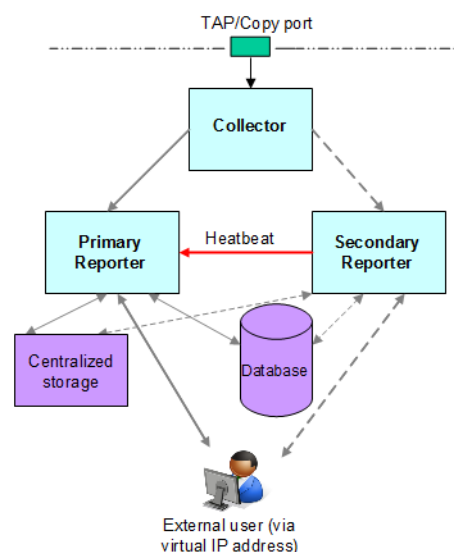 TAP/Copy port
Collector
Primary
Reporter
Heatbeat
Secondary
Reporter
Centralized
storage
Database
External user (via
virtual IP address)